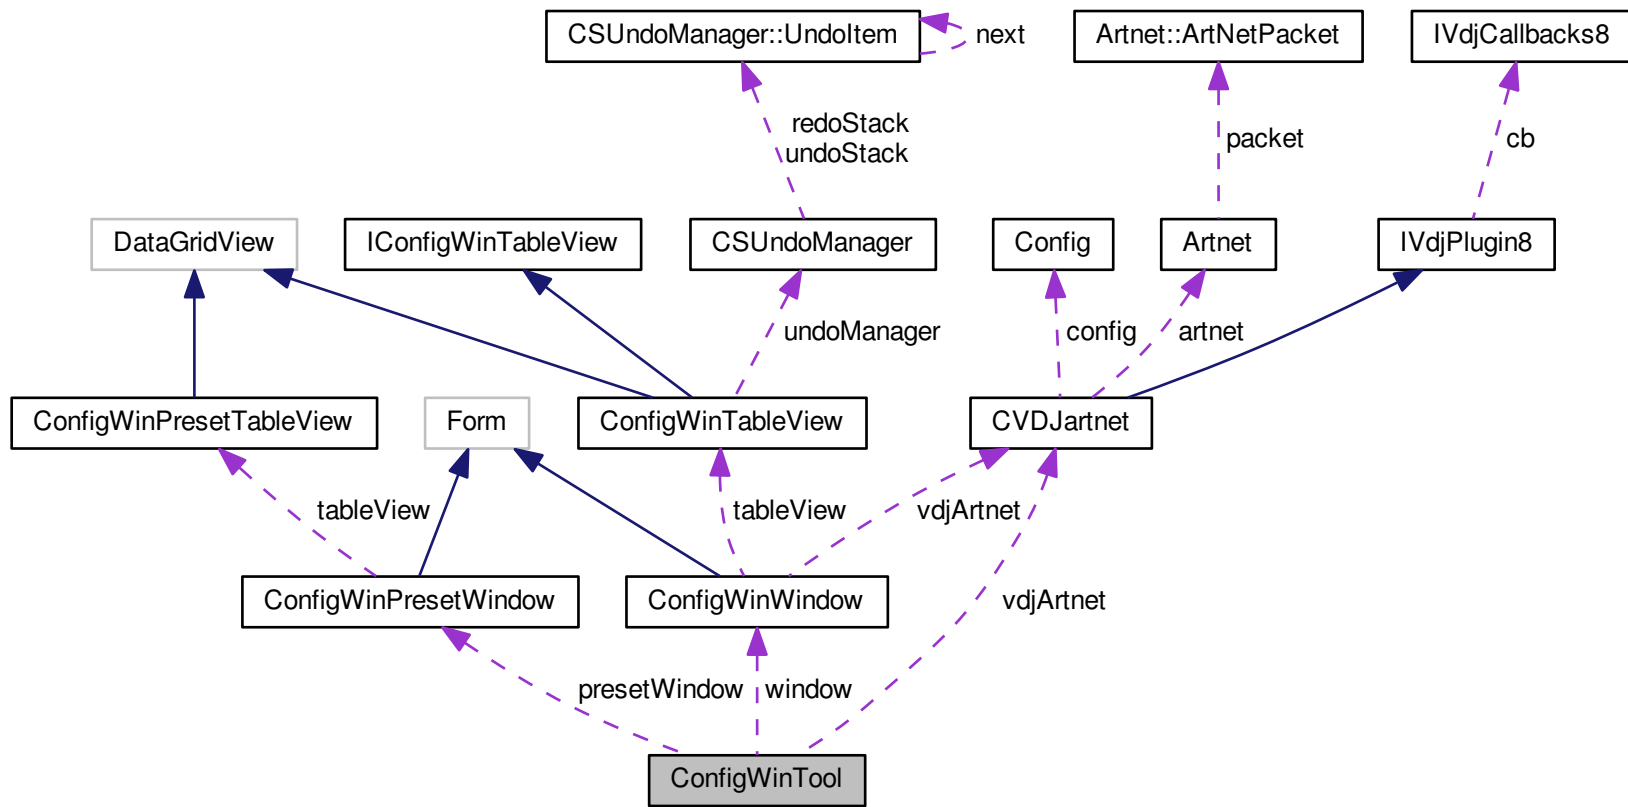 CSUndoManager::UndoItem
next
Artnet::ArtNetPacket
IVdjCallbacks8
redoStack
undoStack
packet
cb
DataGridView
IConfigWinTableView
CSUndoManager
Config
Artnet
IVdjPlugin8
undoManager
config
artnet
ConfigWinPresetTableView
Form
ConfigWinTableView
CVDJartnet
tableView
tableView
vdjArtnet
ConfigWinPresetWindow
ConfigWinWindow
vdjArtnet
presetWindow
window
ConfigWinTool